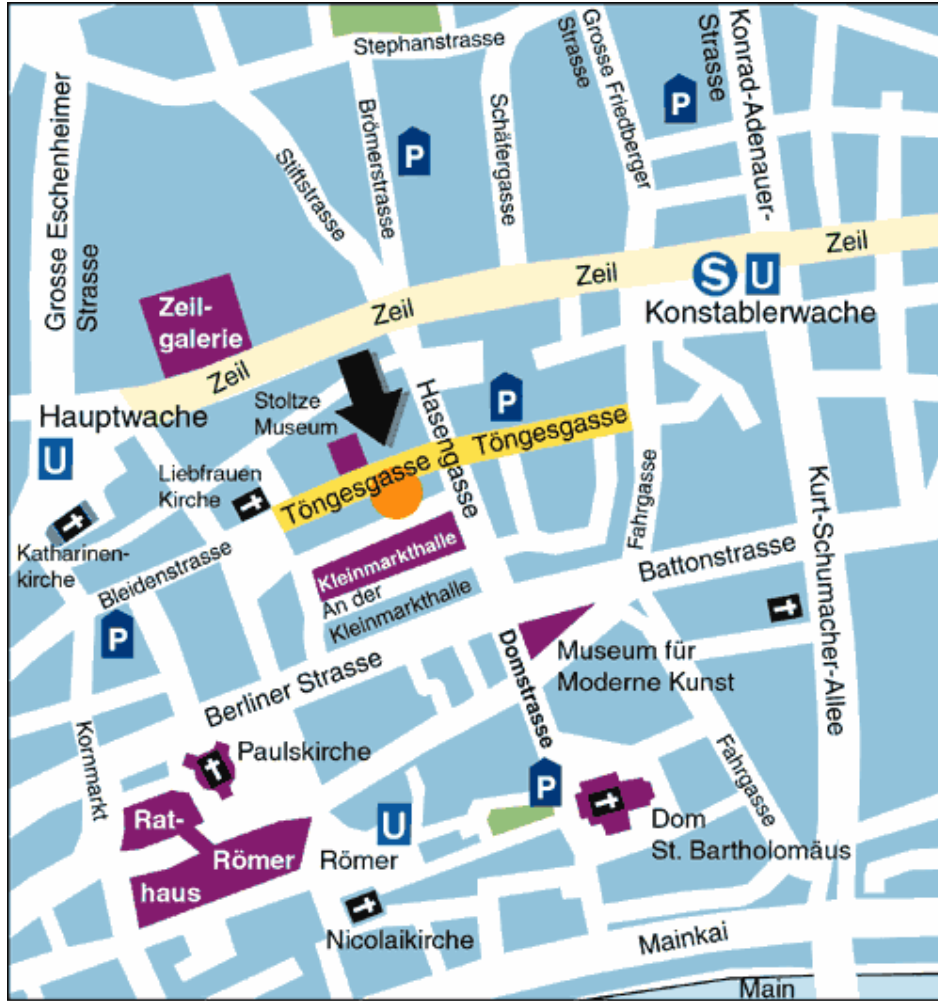 Stephanstrasse
Grosse Friedberger
Strasse
Konrad-Adenauer-
Strasse
P
P
Brömerstrasse
Schäfergasse
Stiftstrasse
Grosse Eschenheimer
Strasse
Zeil
Zeil
Zeil
Zeil
S
U
Konstablerwache
Zeil-
galerie
Hauptwache
U
Stoltze
Museum
Hasengasse
P
Töngesgasse
Töngesgasse
Liebfrauen
Kirche
Katharinen-
kirche
Bleidenstrasse
P
Fahrgasse
Kurt-Schumacher-Allee
Battonstrasse
Kleinmarkthalle
An der
Kleinmarkthalle
Berliner Strasse
Domstrasse
Museum für
Moderne Kunst
Kornmarkt
Paulskirche
P
Fahrgasse
Rat-
haus
Römer
U
Römer
Dom
St. Bartholomäus
Nicolaikirche
Mainkai
Main